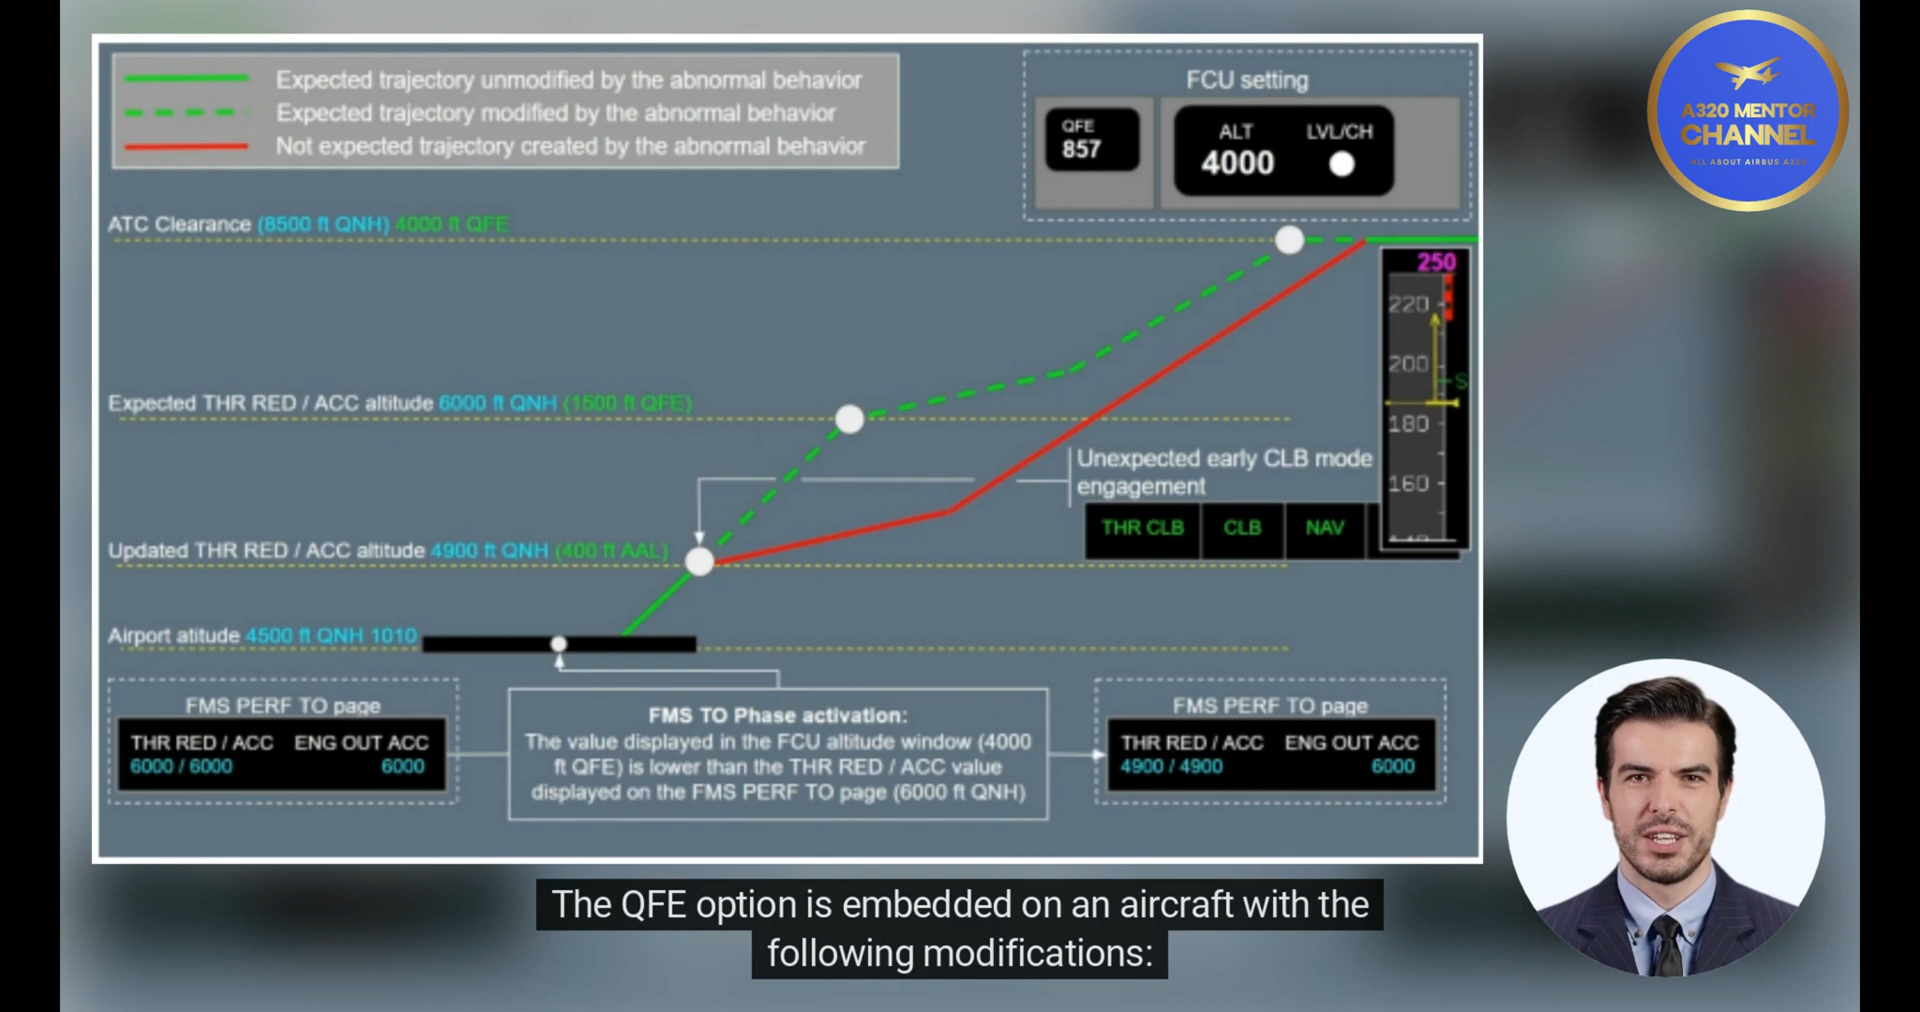 Expected trajectory unmodified by the abnormal behavior
Expected trajectory modified by the abnormal behavior
Not expected trajectory created by the abnormal behavior
FCU setting
QFE
857
ALT
4000
LVL/CH
A320 MENTOR
CHANNEL
ALL ABOUT AIRBUS A320
ATC Clearance (8500 ft QNH) 4000 ft QFE
250
220
200
S
180
160
140
Expected THR RED / ACC altitude 6000 ft QNH (1500 ft QFE)
Unexpected early CLB mode
engagement
THR CLB
CLB
NAV
Updated THR RED / ACC altitude 4900 ft QNH (400 ft AAL)
Airport atitude 4500 ft QNH 1010
FMS PERF TO page
THR RED / ACC ENG OUT ACC
6000 / 6000 6000
FMS TO Phase activation:
The value displayed in the FCU altitude window (4000
ft QFE) is lower than the THR RED / ACC value
displayed on the FMS PERF TO page (6000 ft QNH)
FMS PERF TO page
THR RED / ACC ENG OUT ACC
4900 / 4900 6000
The QFE option is embedded on an aircraft with the
following modifications: